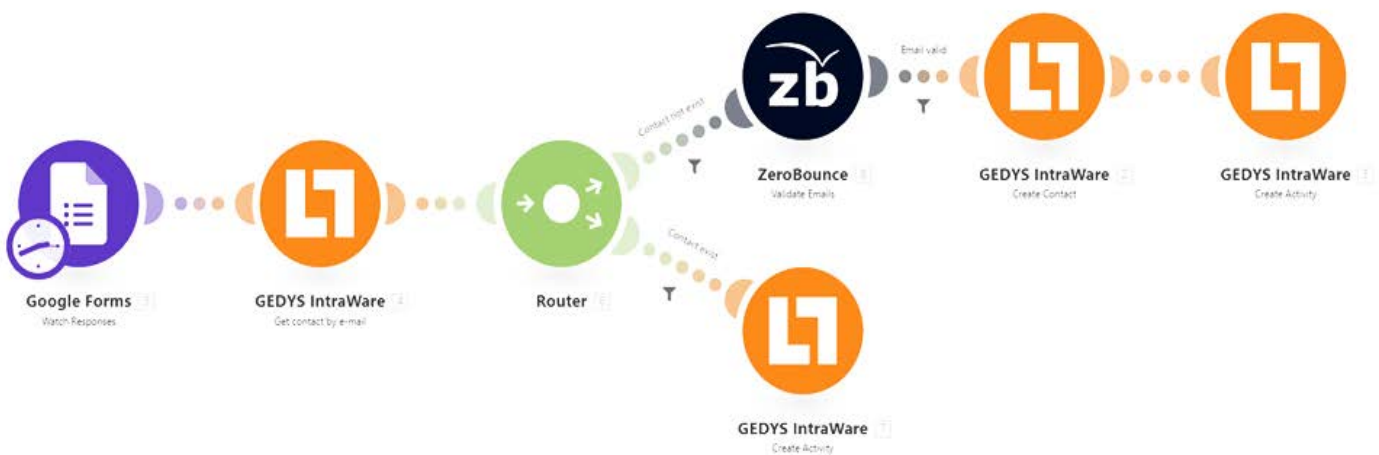 zb
Contact not exist
Email valid
ZeroBounce
Validate Emails
GEDYS IntraWare
Create Contact
GEDYS IntraWare
Create Activity
Google Forms
Watch Responses
GEDYS IntraWare
Get contact by e-mail
Router
Contact exist
GEDYS IntraWare
Create Activity